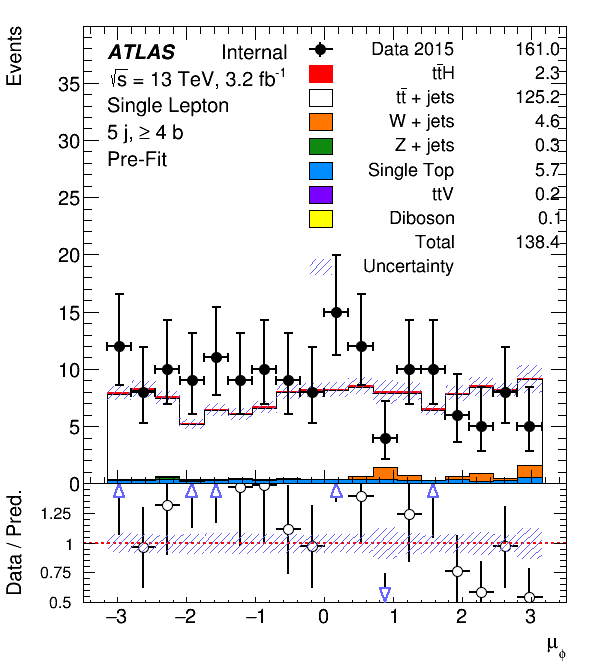 Events
ATLAS Internal
√s = 13 TeV, 3.2 fb⁻¹
Single Lepton
5 j, ≥ 4 b
Pre-Fit
Data 2015 161.0
tt̄H 2.3
tt̄ + jets 125.2
W + jets 4.6
Z + jets 0.3
Single Top 5.7
ttV 0.2
Diboson 0.1
Total 138.4
Uncertainty
35
30
25
20
15
10
5
0
Data / Pred.
1.25
1
0.75
0.5
−3 −2 −1 0 1 2 3
μ_ϕ